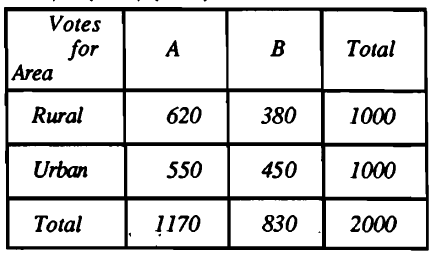 Votes
for
Area
A B Total
Rural 620 380 1000
Urban 550 450 1000
Total 1170 830 2000